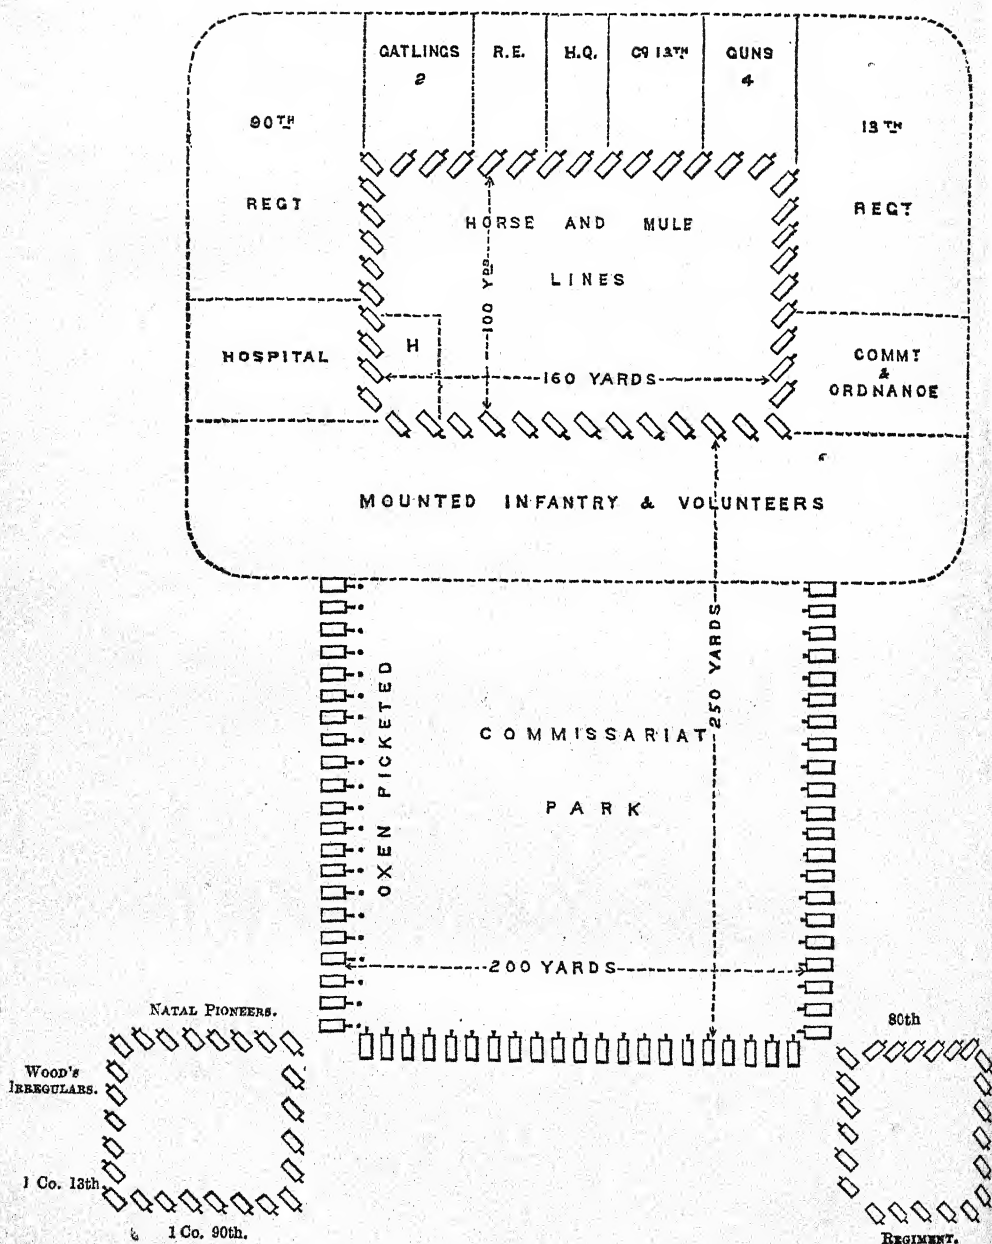 GATLINGS
2
R.E.
H.Q.
Co 13TH
GUNS
4
90TH
REGT
13TH
REGT
HORSE AND MULE
LINES
100 YDS
H
160 YARDS
HOSPITAL
COMMT
&
ORDNANCE
MOUNTED INFANTRY & VOLUNTEERS
OXEN PICKETED
COMMISSARIAT
PARK
250 YARDS
200 YARDS
NATAL PIONEERS.
80th
WOOD'S
IRREGULARS.
1 Co. 13th.
1 Co. 90th.
REGIMENT.